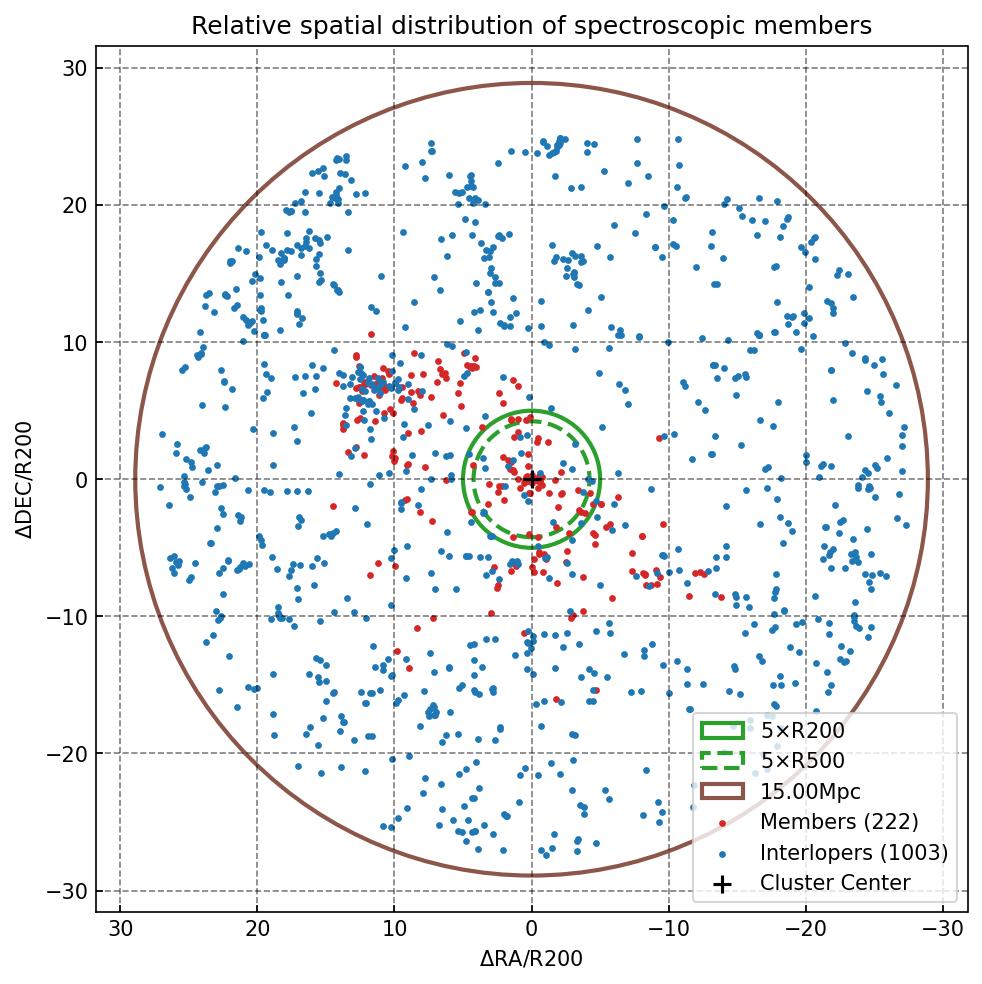 Relative spatial distribution of spectroscopic members
30
20
10
0
−10
−20
−30
ΔDEC/R200
30
20
10
0
−10
−20
−30
ΔRA/R200
5×R200
5×R500
15.00Mpc
Members (222)
Interlopers (1003)
Cluster Center